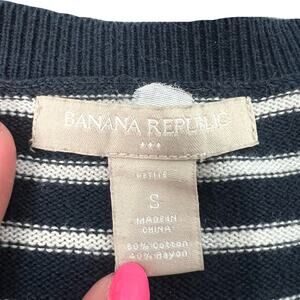 BANANA REPUBLIC
★★★
PETITE
S
MADE IN
CHINA
60% Cotton
40% Rayon